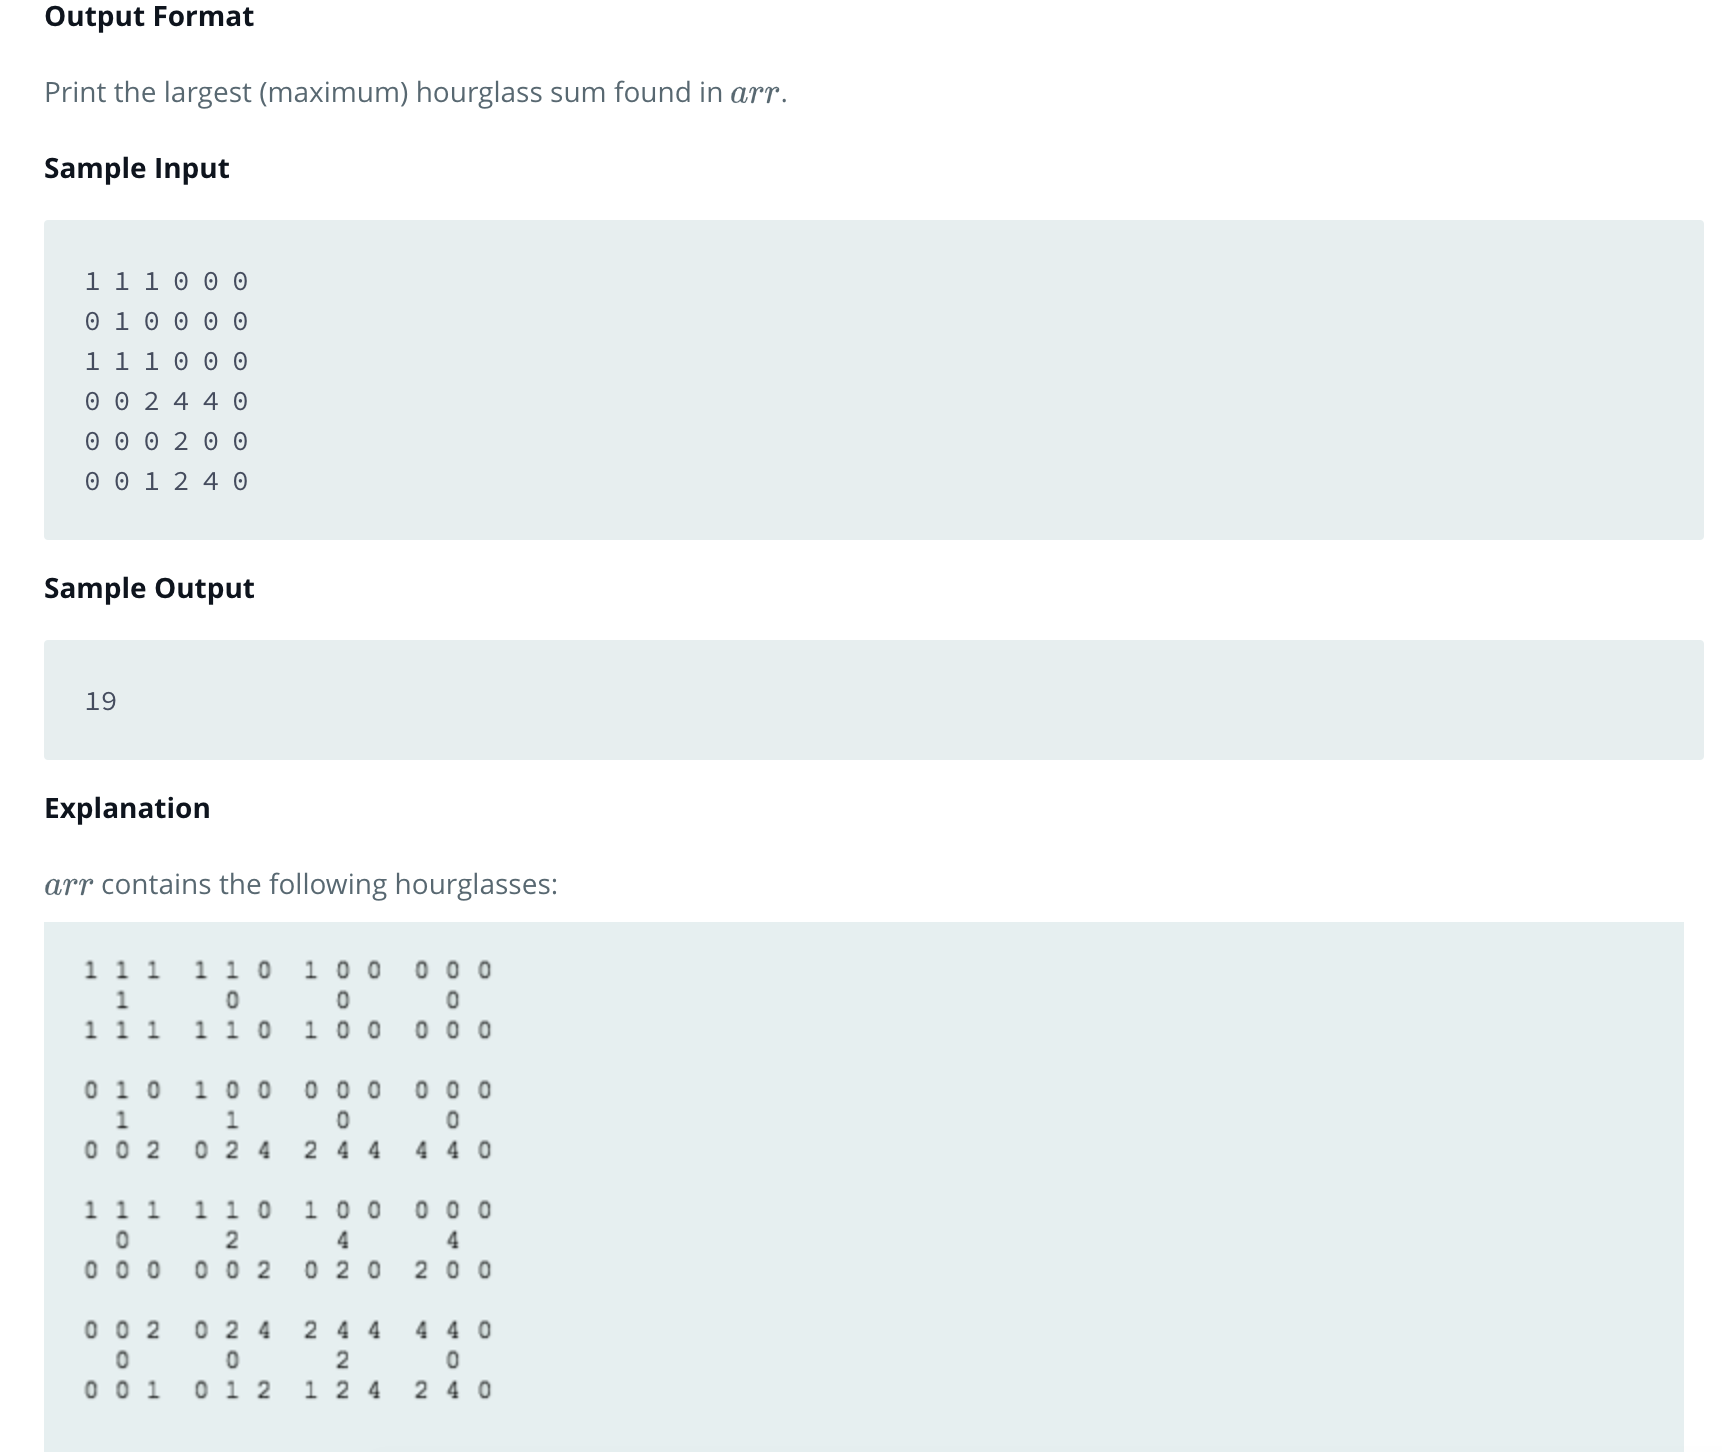 Output Format
Print the largest (maximum) hourglass sum found in arr.
Sample Input
1 1 1 0 0 0
0 1 0 0 0 0
1 1 1 0 0 0
0 0 2 4 4 0
0 0 0 2 0 0
0 0 1 2 4 0
Sample Output
19
Explanation
arr contains the following hourglasses:
1 1 1 1 1 0 1 0 0 0 0 0
1 0 0 0
1 1 1 1 1 0 1 0 0 0 0 0
0 1 0 1 0 0 0 0 0 0 0 0
1 1 0 0
0 0 2 0 2 4 2 4 4 4 4 0
1 1 1 1 1 0 1 0 0 0 0 0
0 2 4 4
0 0 0 0 0 2 0 2 0 2 0 0
0 0 2 0 2 4 2 4 4 4 4 0
0 0 2 0
0 0 1 0 1 2 1 2 4 2 4 0